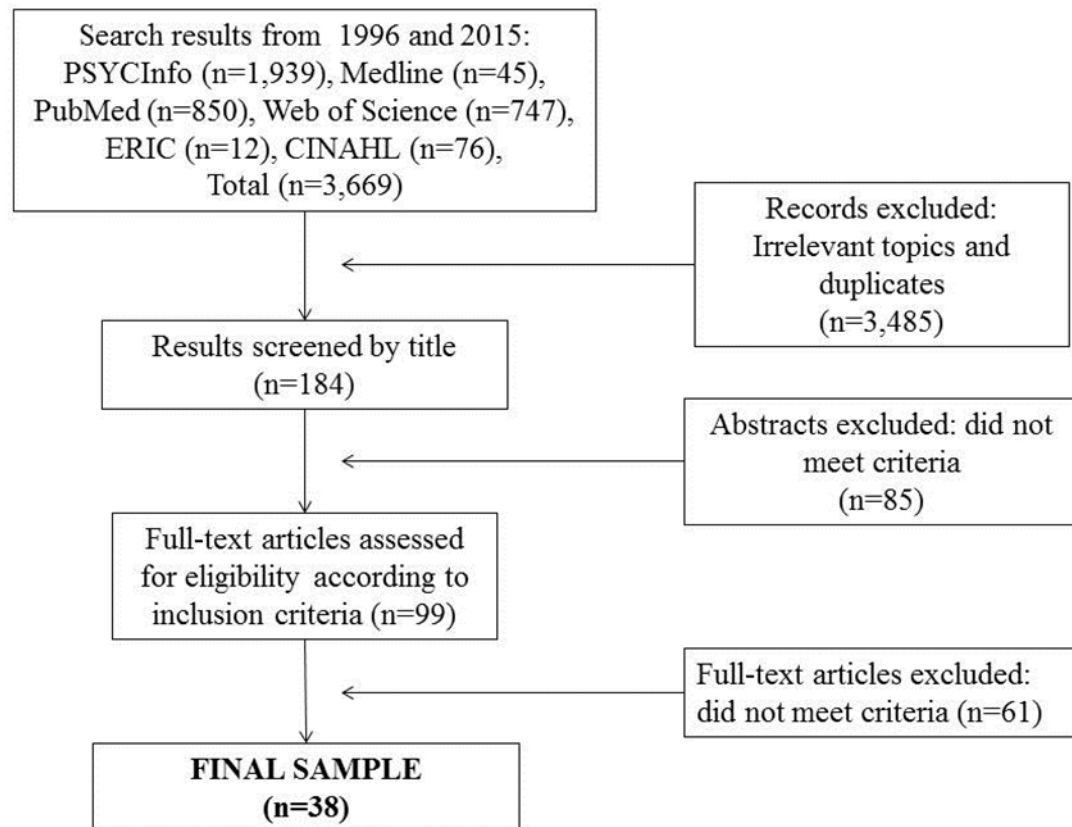 Search results from 1996 and 2015:
PSYCInfo (n=1,939), Medline (n=45),
PubMed (n=850), Web of Science (n=747),
ERIC (n=12), CINAHL (n=76),
Total (n=3,669)
Records excluded:
Irrelevant topics and
duplicates
(n=3,485)
Results screened by title
(n=184)
Abstracts excluded: did not
meet criteria
(n=85)
Full-text articles assessed
for eligibility according to
inclusion criteria (n=99)
Full-text articles excluded:
did not meet criteria (n=61)
FINAL SAMPLE
(n=38)